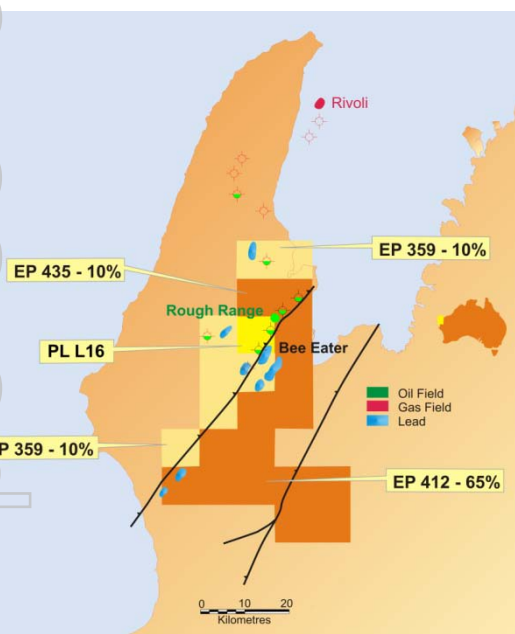 Rivoli
EP 359 - 10%
EP 435 - 10%
Rough Range
PL L16
Bee Eater
Oil Field
Gas Field
Lead
P 359 - 10%
EP 412 - 65%
0 10 20
Kilometres